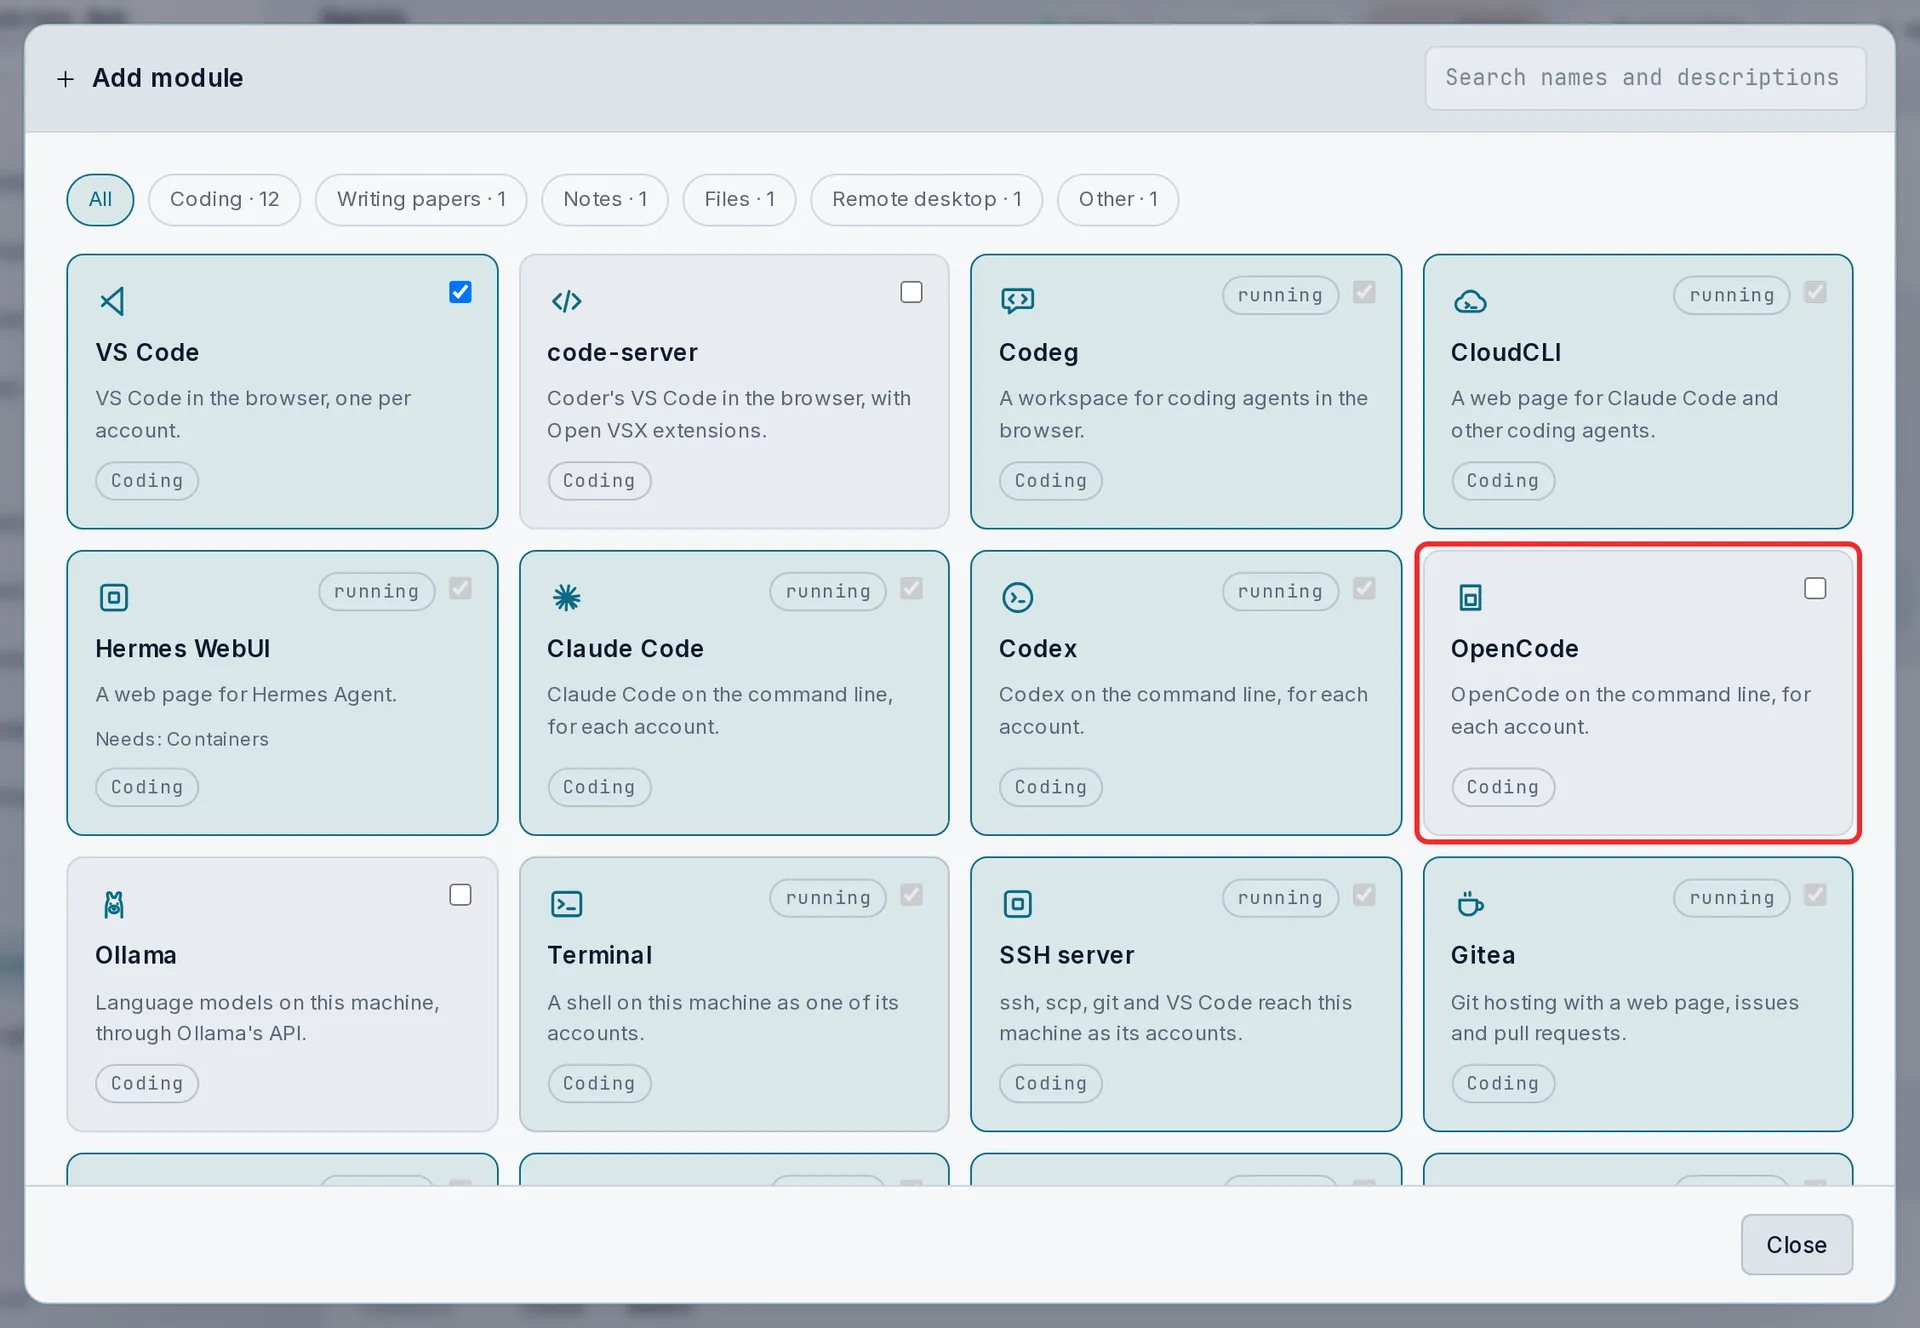 Add module
Search names and descriptions
All
Coding · 12
Writing papers · 1
Notes · 1
Files · 1
Remote desktop · 1
Other · 1
VS Code
VS Code in the browser, one per
account.
Coding
code-server
Coder's VS Code in the browser, with
Open VSX extensions.
Coding
running
Codeg
A workspace for coding agents in the
browser.
Coding
running
CloudCLI
A web page for Claude Code and
other coding agents.
Coding
running
Hermes WebUI
A web page for Hermes Agent.
Needs: Containers
Coding
running
Claude Code
Claude Code on the command line,
for each account.
Coding
running
Codex
Codex on the command line, for each
account.
Coding
OpenCode
OpenCode on the command line, for
each account.
Coding
Ollama
Language models on this machine,
through Ollama's API.
Coding
running
Terminal
A shell on this machine as one of its
accounts.
Coding
running
SSH server
ssh, scp, git and VS Code reach this
machine as its accounts.
Coding
running
Gitea
Git hosting with a web page, issues
and pull requests.
Coding
Close